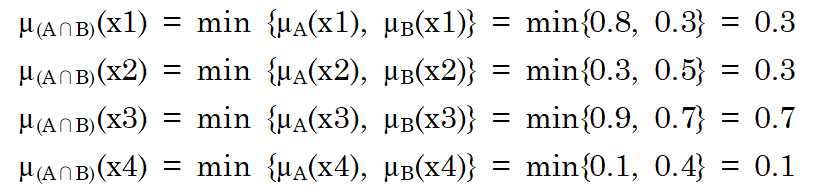 μ(A∩B)(x1) = min {μA(x1), μB(x1)} = min{0.8, 0.3} = 0.3
μ(A∩B)(x2) = min {μA(x2), μB(x2)} = min{0.3, 0.5} = 0.3
μ(A∩B)(x3) = min {μA(x3), μB(x3)} = min{0.9, 0.7} = 0.7
μ(A∩B)(x4) = min {μA(x4), μB(x4)} = min{0.1, 0.4} = 0.1